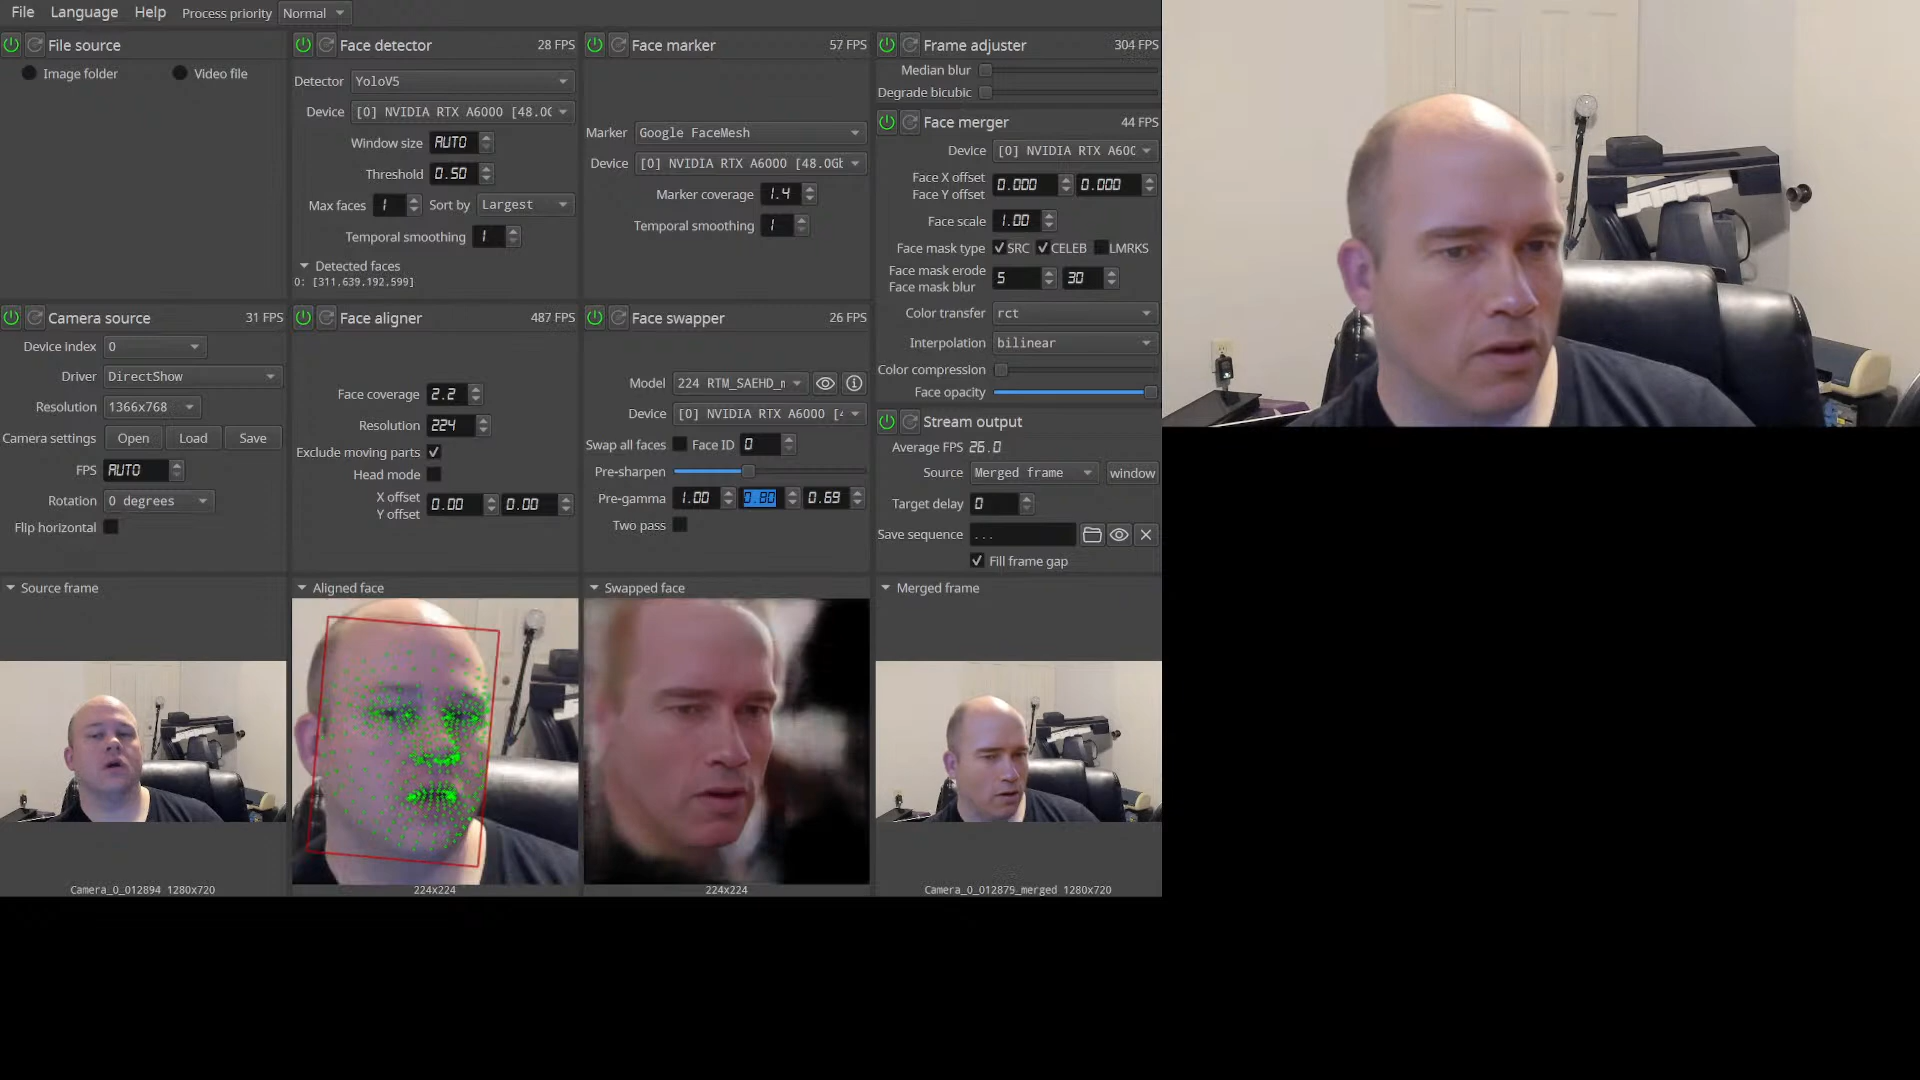 File Language Help Process priority Normal
File source
Image folder Video file
Face detector 28 FPS
Detector YoloV5
Device [0] NVIDIA RTX A6000 [48.0G
Window size AUTO
Threshold 0.50
Max faces 1 Sort by Largest
Temporal smoothing 1
Detected faces
0: [311,639,192,599]
Face marker 57 FPS
Marker Google FaceMesh
Device [0] NVIDIA RTX A6000 [48.0Gb
Marker coverage 1.4
Temporal smoothing 1
Frame adjuster 304 FPS
Median blur
Degrade bicubic
Face merger 44 FPS
Device [0] NVIDIA RTX A600
Face X offset
Face Y offset
0.000 0.000
Face scale 1.00
Face mask type SRC CELEB LMRKS
Face mask erode
Face mask blur
5 30
Color transfer rct
Interpolation bilinear
Color compression
Face opacity
Camera source 31 FPS
Device index 0
Driver DirectShow
Resolution 1366x768
Camera settings Open Load Save
FPS AUTO
Rotation 0 degrees
Flip horizontal
Face aligner 487 FPS
Face coverage 2.2
Resolution 224
Exclude moving parts
Head mode
X offset
Y offset
0.00 0.00
Face swapper 26 FPS
Model 224 RTM_SAEHD_
Device [0] NVIDIA RTX A6000 [4
Swap all faces Face ID 0
Pre-sharpen
Pre-gamma 1.00 0.80 0.69
Two pass
Stream output
Average FPS 26.0
Source Merged frame window
Target delay 0
Save sequence ...
Fill frame gap
Source frame
Camera_0_012894 1280x720
Aligned face
224x224
Swapped face
224x224
Merged frame
Camera_0_012875_merged 1280x720